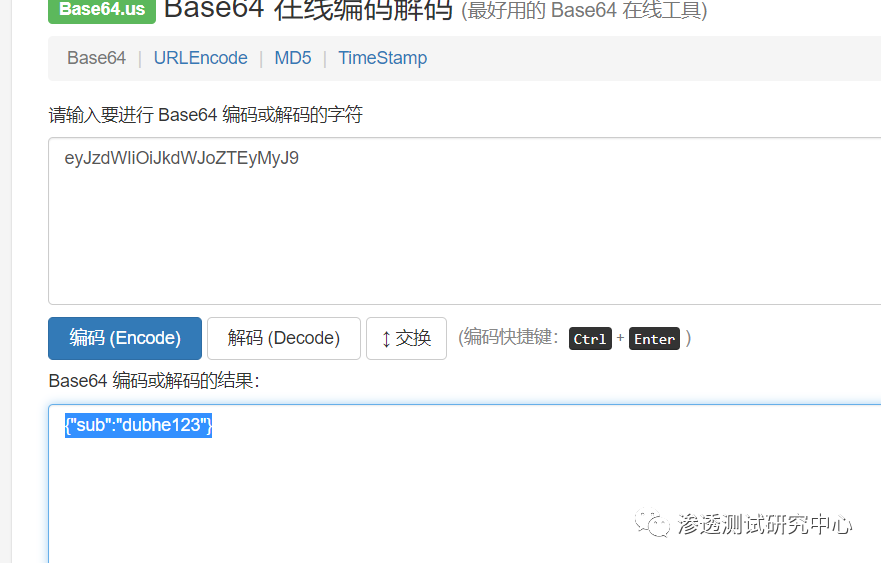 Base64.us Base64 在线编码解码 (最好用的 Base64 在线工具)
Base64 | URLEncode | MD5 | TimeStamp
请输入要进行 Base64 编码或解码的字符
eyJzdWIiOiJkdWJoZTEyMyJ9
编码 (Encode) 解码 (Decode) ↕ 交换 (编码快捷键: Ctrl + Enter )
Base64 编码或解码的结果:
{"sub":"dubhe123"}
渗透测试研究中心